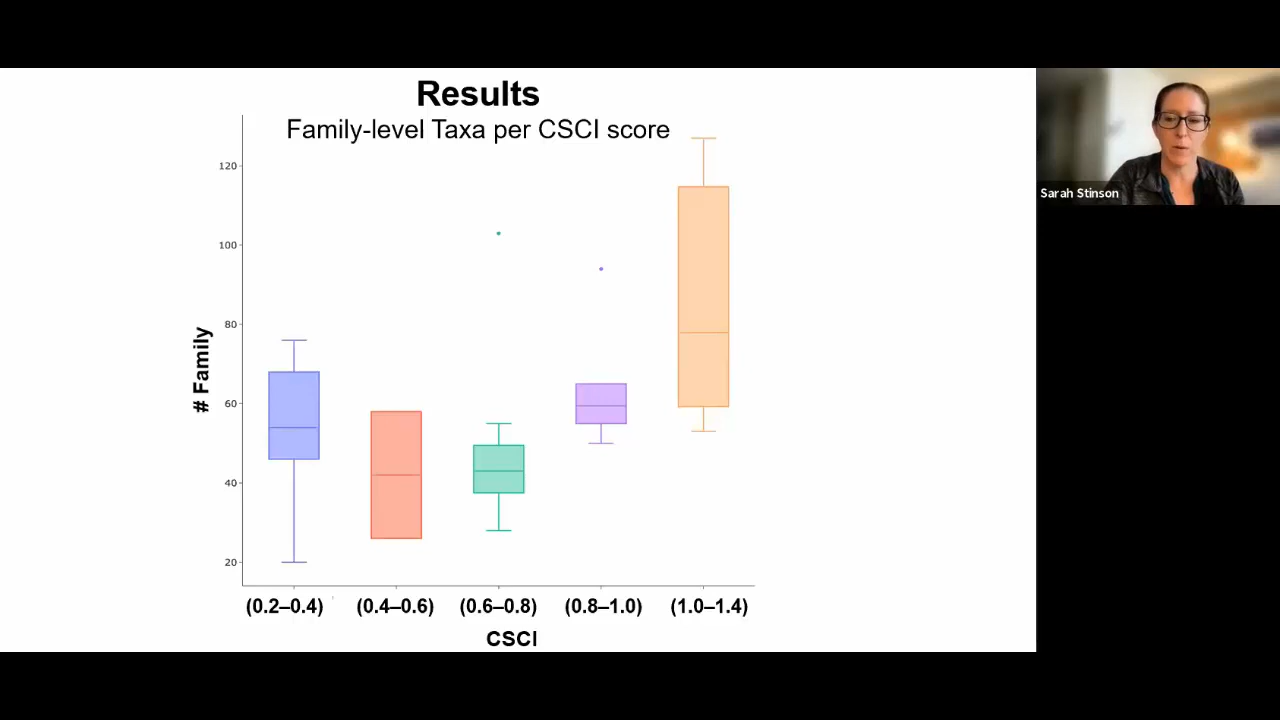 Results
Family-level Taxa per CSCI score
120
100
80
60
40
20
# Family
(0.2–0.4) (0.4–0.6) (0.6–0.8) (0.8–1.0) (1.0–1.4)
CSCI
Sarah Stinson